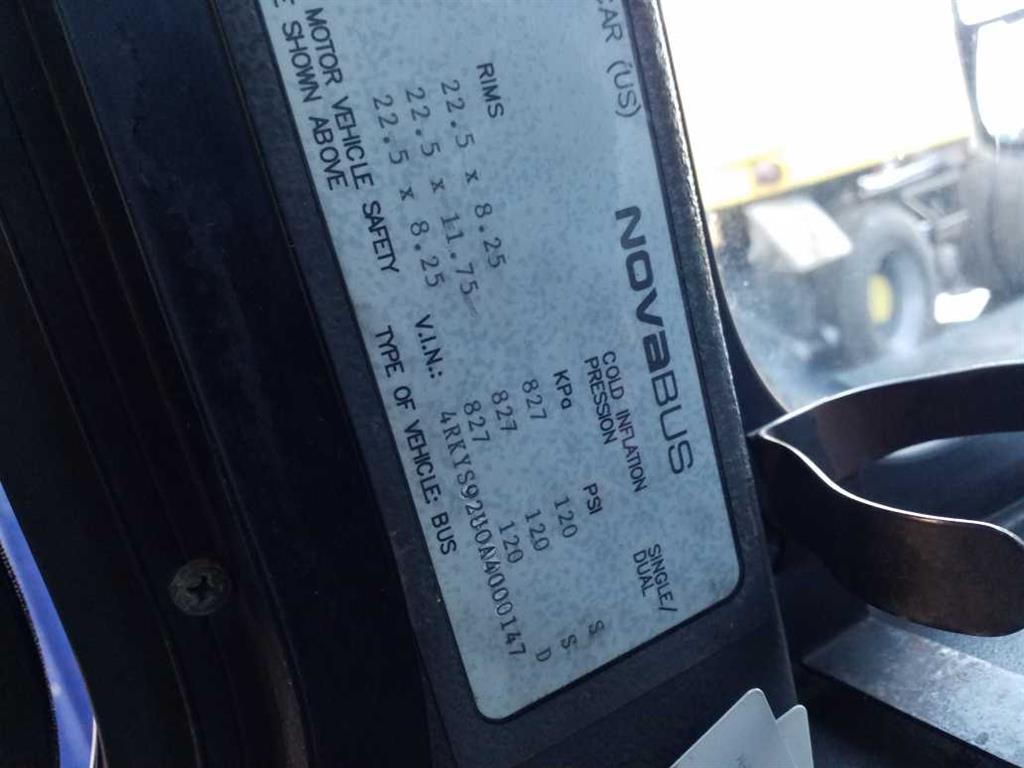 NOVABUS
CAR (US)
COLD INFLATION SINGLE/
PRESSION DUAL
RIMS KPa PSI
22.5 x 8.25 827 120 S
22.5 x 11.75 827 120 S
22.5 x 8.25 827 120 D
V.I.N.: 4RKYS92U0A4000147
MOTOR VEHICLE SAFETY TYPE OF VEHICLE: BUS
E SHOWN ABOVE